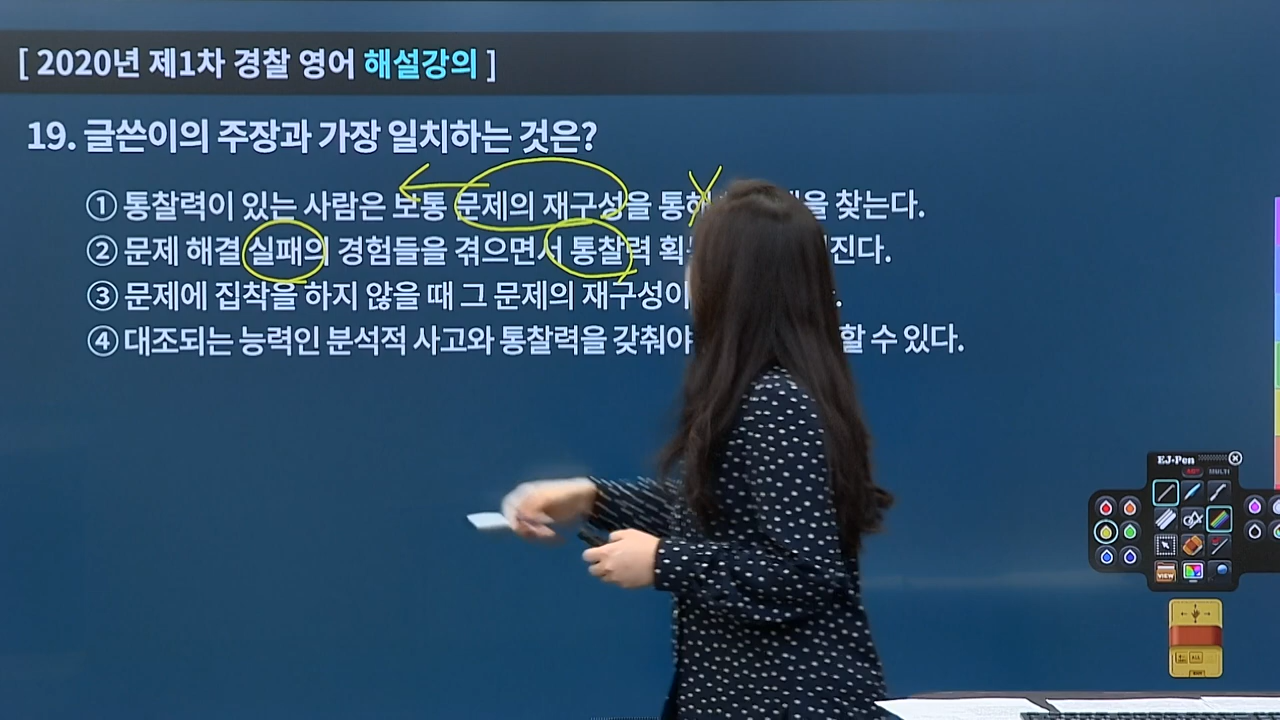 [ 2020년 제1차 경찰 영어 해설강의 ]
19. 글쓴이의 주장과 가장 일치하는 것은?
① 통찰력이 있는 사람은 보통 문제의 재구성을 통해 을 찾는다.
② 문제 해결 실패의 경험들을 겪으면서 통찰력 획 진다.
③ 문제에 집착을 하지 않을 때 그 문제의 재구성이 .
④ 대조되는 능력인 분석적 사고와 통찰력을 갖춰야 할 수 있다.
EJ-Pen
MULTI
VIEW
ALL